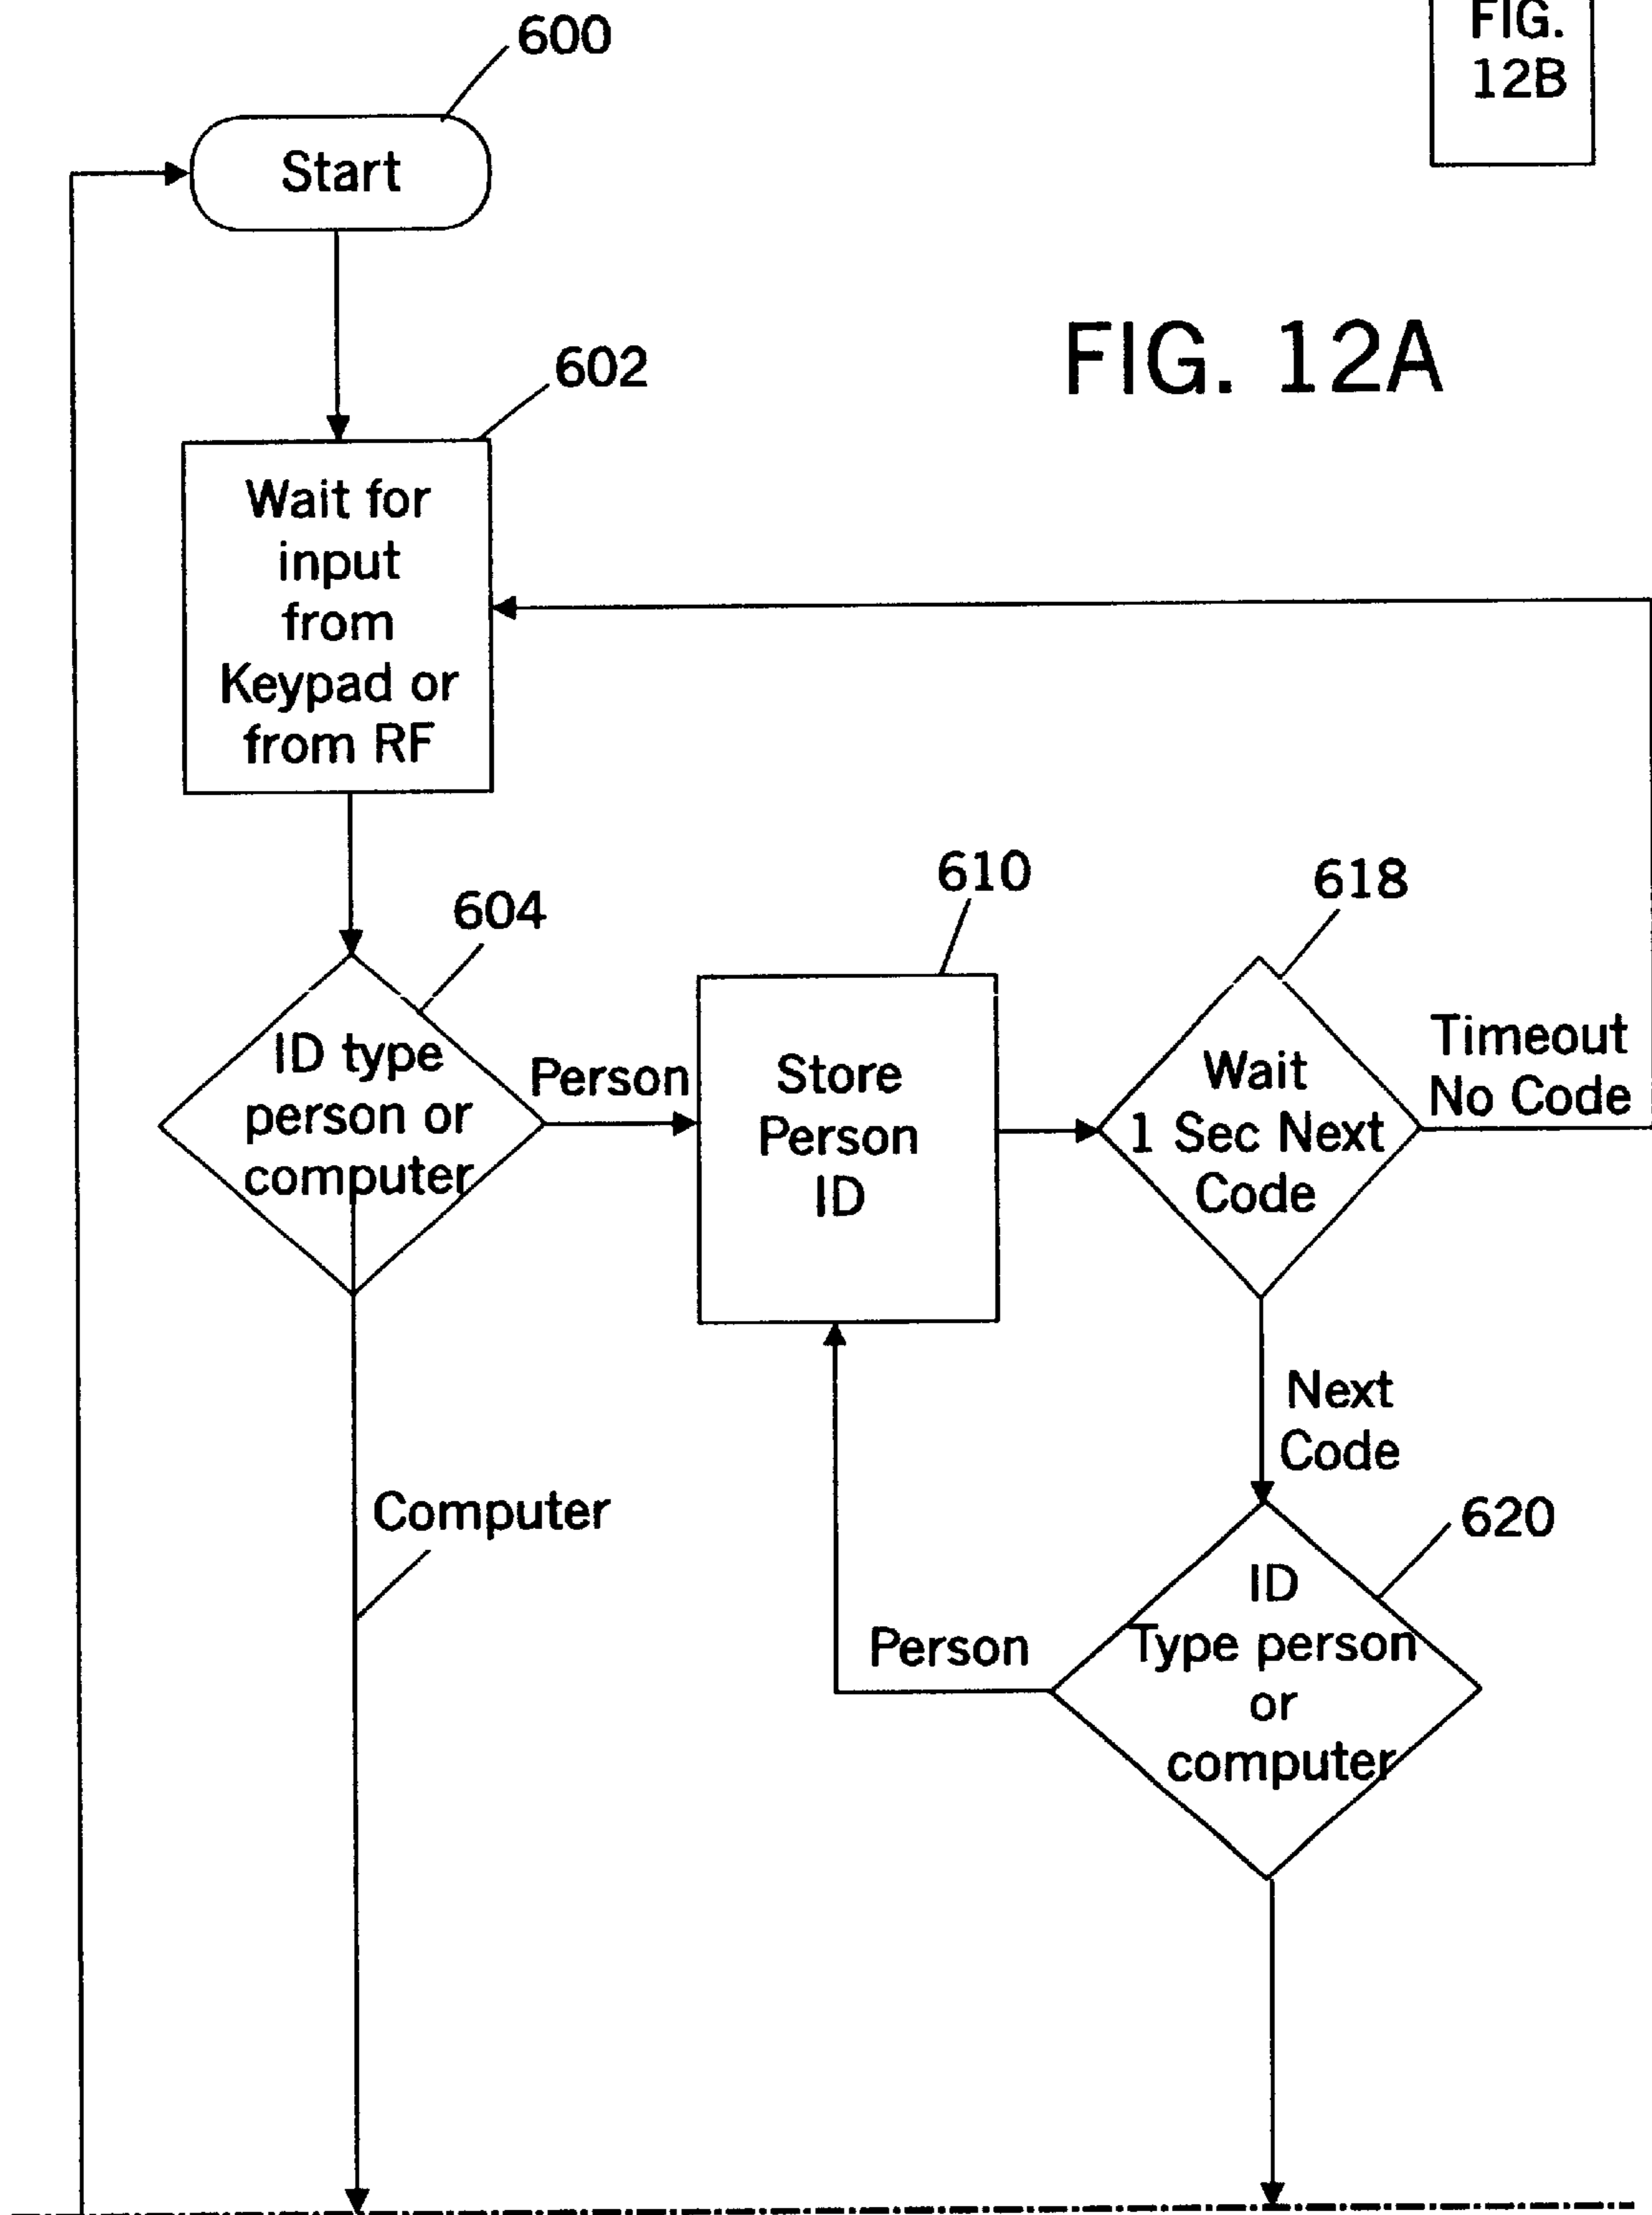 FIG.
12B
600
Start
FIG. 12A
602
Wait for
input
from
Keypad or
from RF
604
ID type
person or
computer
Person
610
Store
Person
ID
618
Wait
1 Sec Next
Code
Timeout
No Code
Next
Code
Computer
620
ID
Type person
or
computer
Person